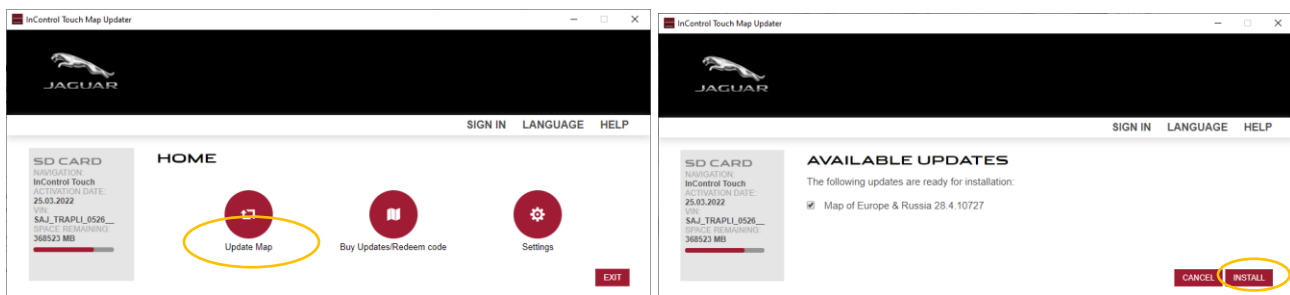 InControl Touch Map Updater
JAGUAR
SIGN IN LANGUAGE HELP
SD CARD
NAVIGATION:
InControl Touch
ACTIVATION DATE:
25.03.2022
VIN:
SAJ_TRAPLI_0526__
SPACE REMAINING:
368523 MB
HOME
Update Map
Buy Updates/Redeem code
Settings
EXIT
InControl Touch Map Updater
JAGUAR
SIGN IN LANGUAGE HELP
SD CARD
NAVIGATION:
InControl Touch
ACTIVATION DATE:
25.03.2022
VIN:
SAJ_TRAPLI_0526__
SPACE REMAINING:
368523 MB
AVAILABLE UPDATES
The following updates are ready for installation:
Map of Europe & Russia 28.4.10727
CANCEL INSTALL